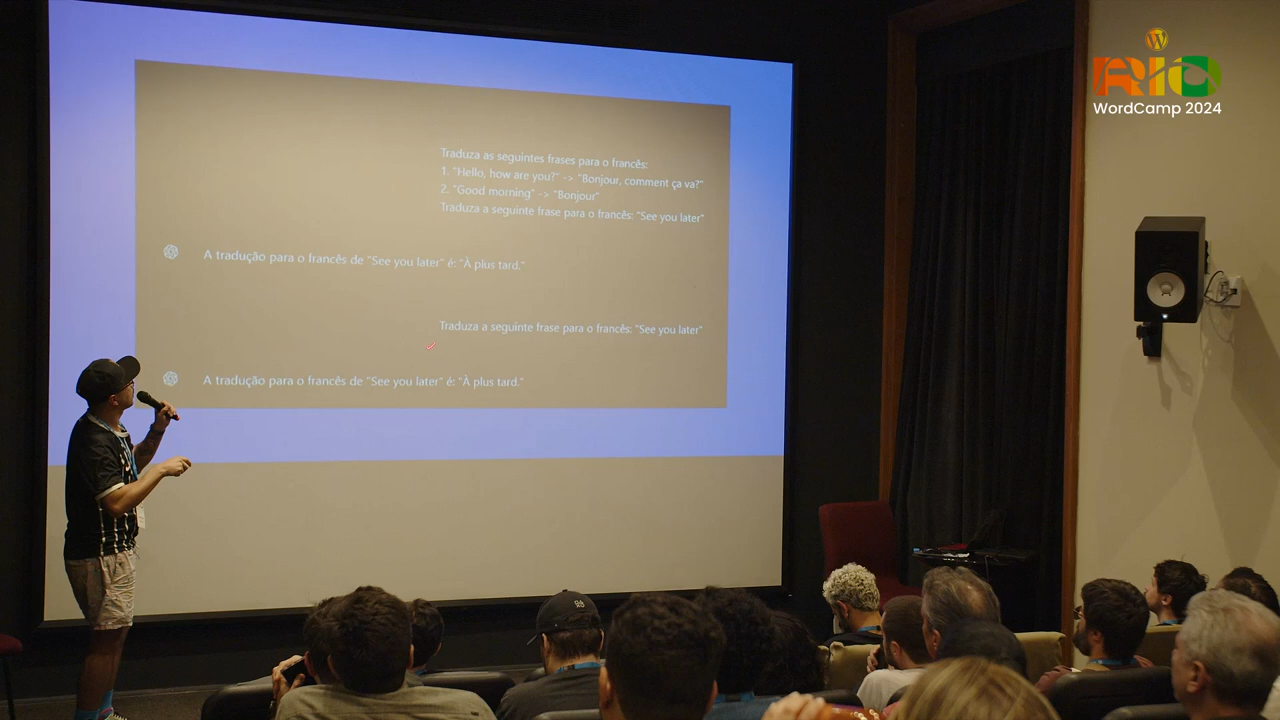 RIO
WordCamp 2024
Traduza as seguintes frases para o francês:
1. "Hello, how are you?" -> "Bonjour, comment ça va?"
2. "Good morning" -> "Bonjour"
Traduza a seguinte frase para o francês: "See you later"
A tradução para o francês de "See you later" é: "À plus tard."
Traduza a seguinte frase para o francês: "See you later"
A tradução para o francês de "See you later" é: "À plus tard."